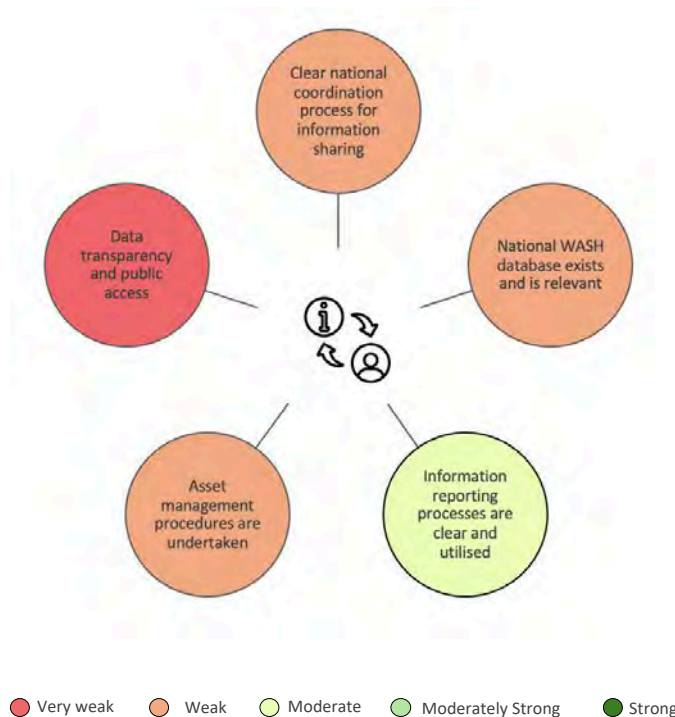 Clear national
coordination
process for
information
sharing
Data
transparency
and public
access
National WASH
database exists
and is relevant
Asset
management
procedures are
undertaken
Information
reporting
processes are
clear and
utilised
Very weak
Weak
Moderate
Moderately Strong
Strong